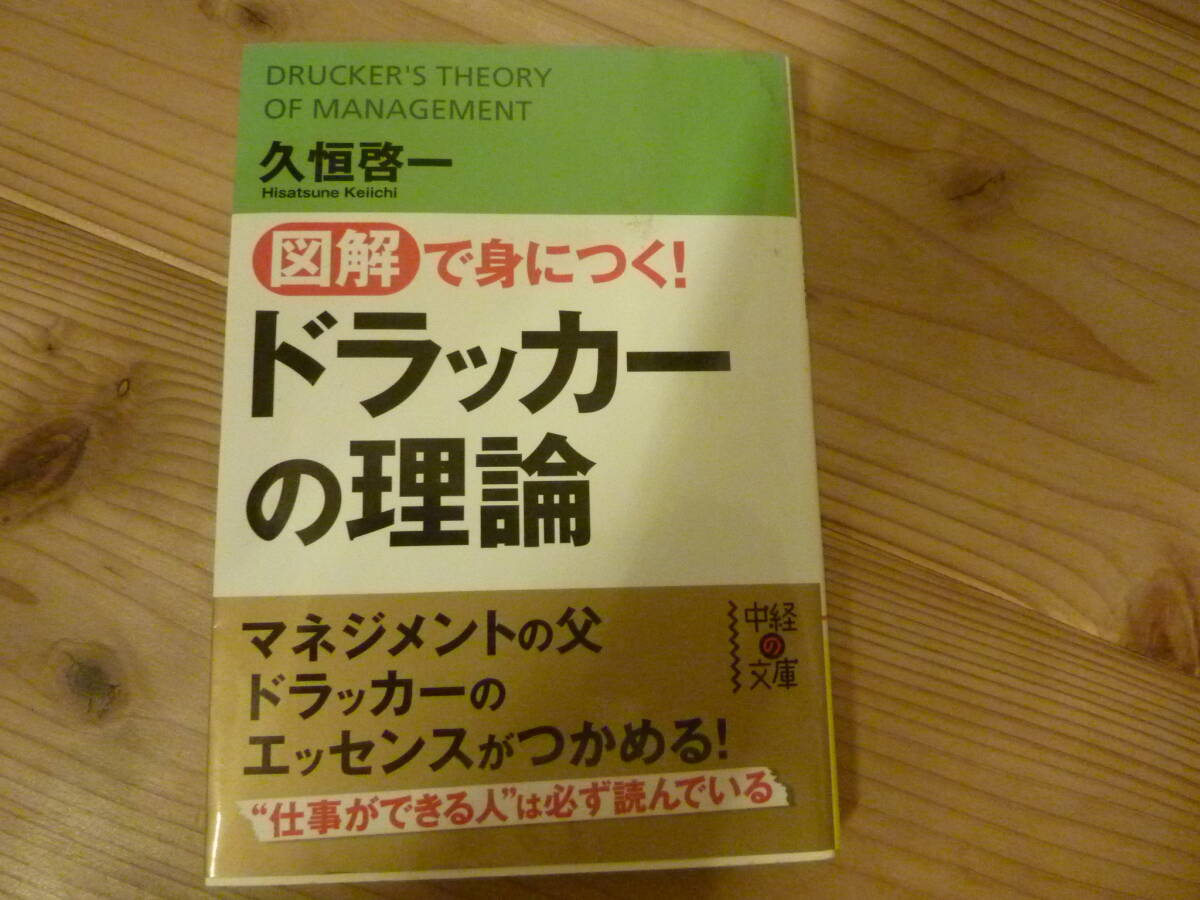 DRUCKER'S THEORY
OF MANAGEMENT
久恒啓一
Hisatsune Keiichi
図解で身につく!
ドラッカー
の理論
マネジメントの父
ドラッカーの
エッセンスがつかめる!
“仕事ができる人”は必ず読んでいる
中経
の
文庫